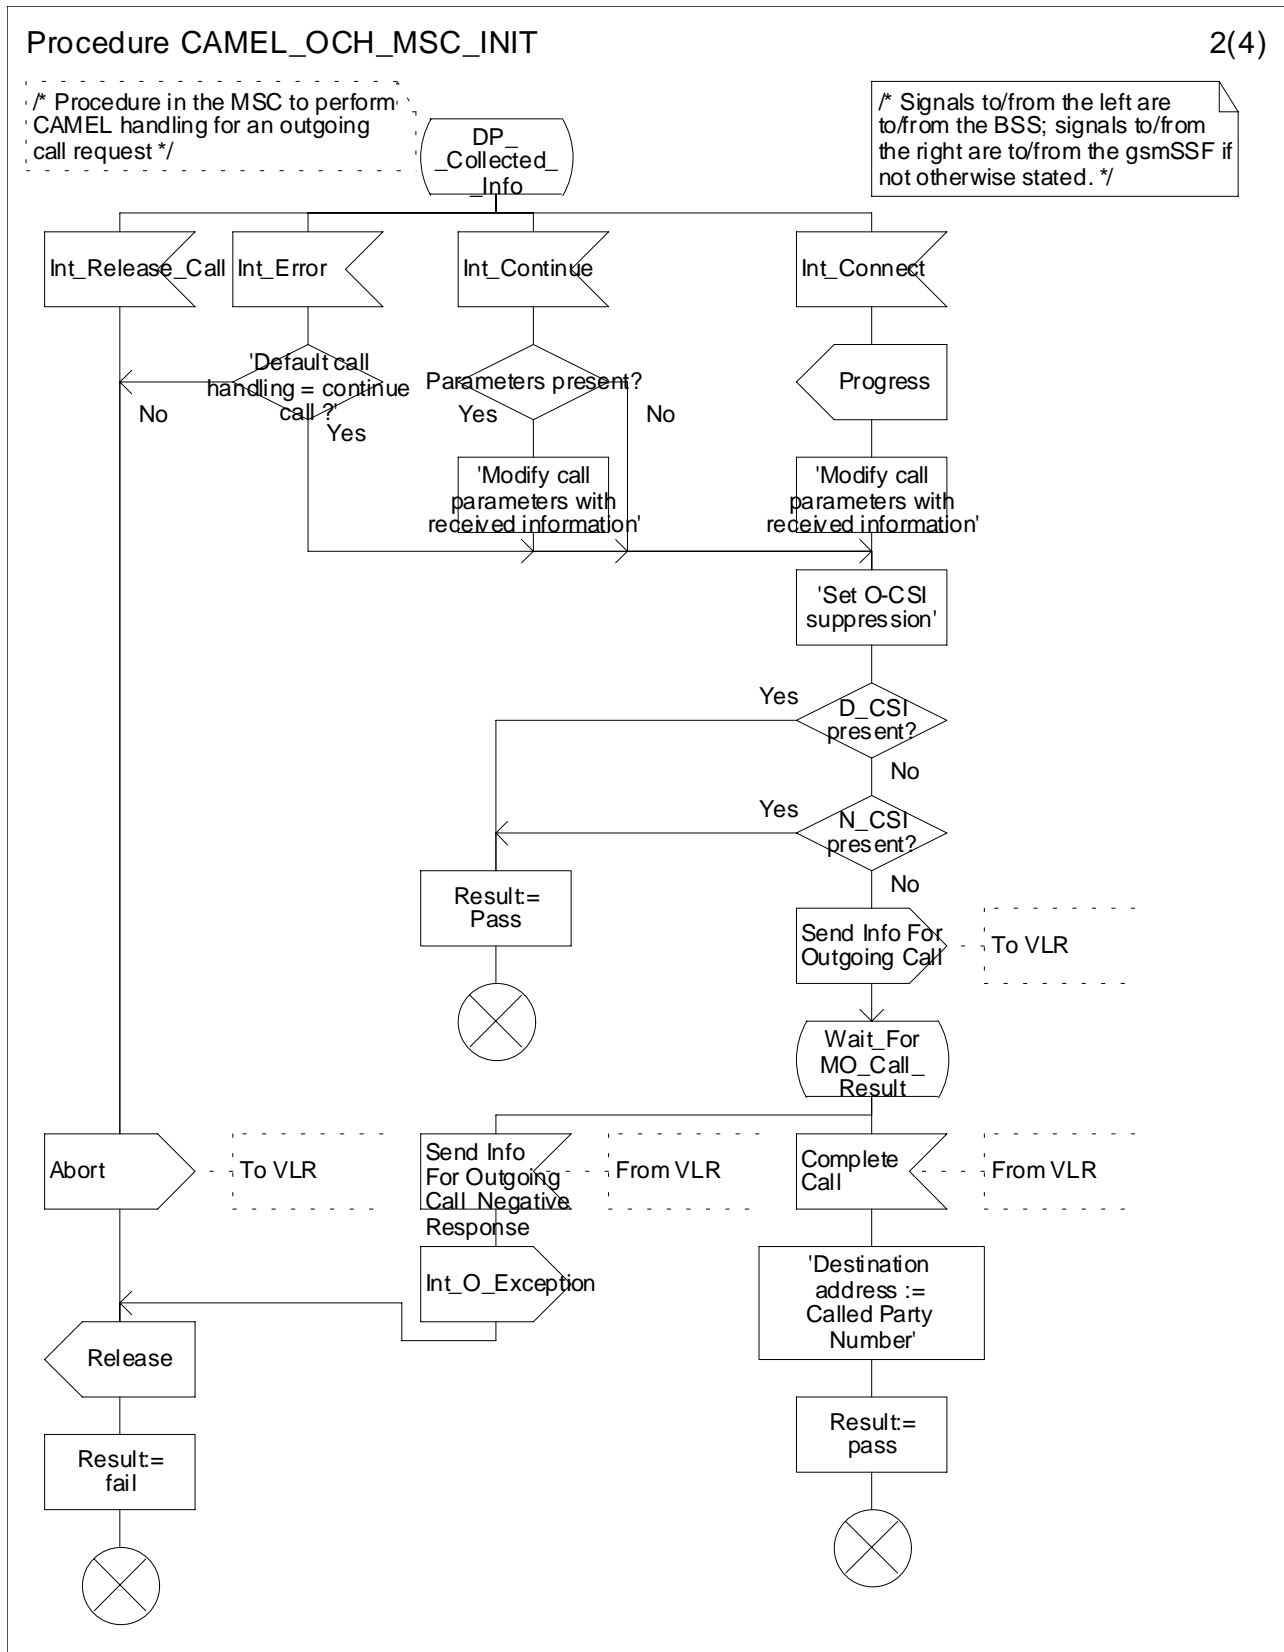 Procedure CAMEL_OCH_MSC_INIT
2(4)
/* Procedure in the MSC to perform
CAMEL handling for an outgoing
call request */
/* Signals to/from the left are
to/from the BSS; signals to/from
the right are to/from the gsmSSF if
not otherwise stated. */
DP_
_Collected_
_Info
Int_Release_Call
Int_Error
Int_Continue
Int_Connect
'Default call
handling = continue
call ?'
No
Yes
Parameters present?
Yes
No
Progress
'Modify call
parameters with
received information'
'Modify call
parameters with
received information'
'Set O-CSI
suppression'
D_CSI
present?
Yes
No
N_CSI
present?
Yes
No
Result:=
Pass
Send Info For
Outgoing Call
To VLR
Wait_For
MO_Call_
Result
Abort
To VLR
Send Info
For Outgoing
Call Negative
Response
From VLR
Complete
Call
From VLR
Int_O_Exception
'Destination
address :=
Called Party
Number'
Release
Result:=
pass
Result:=
fail